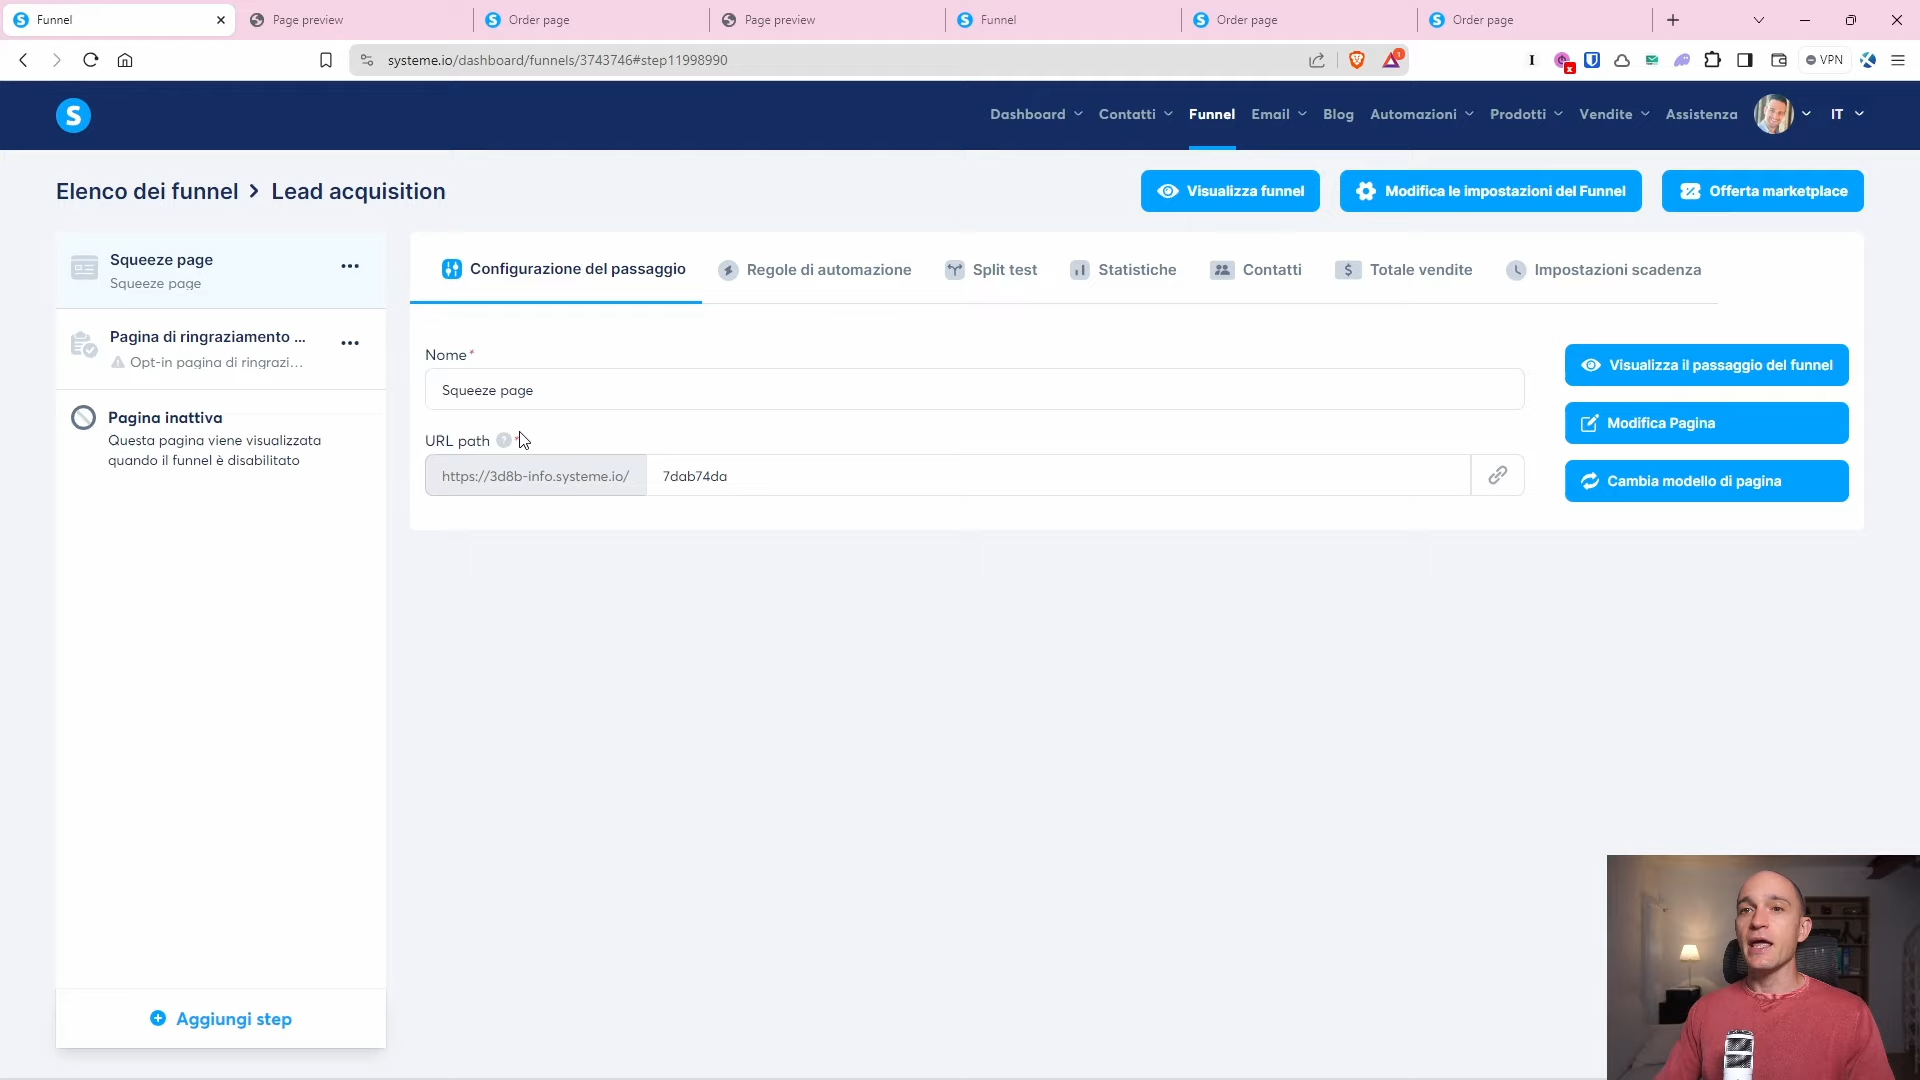 Funnel
Page preview
Order page
Page preview
Funnel
Order page
Order page
systeme.io/dashboard/funnels/3743746#step11998990
1
I
x
VPN
S
Dashboard
Contatti
Funnel
Email
Blog
Automazioni
Prodotti
Vendite
Assistenza
IT
Elenco dei funnel > Lead acquisition
Visualizza funnel
Modifica le impostazioni del Funnel
Offerta marketplace
Squeeze page
Squeeze page
Pagina di ringraziamento ...
Opt-in pagina di ringrazi...
Pagina inattiva
Questa pagina viene visualizzata
quando il funnel è disabilitato
Aggiungi step
Configurazione del passaggio
Regole di automazione
Split test
Statistiche
Contatti
$ Totale vendite
Impostazioni scadenza
Nome*
Squeeze page
URL path ? *
https://3d8b-info.systeme.io/ 7dab74da
Visualizza il passaggio del funnel
Modifica Pagina
Cambia modello di pagina